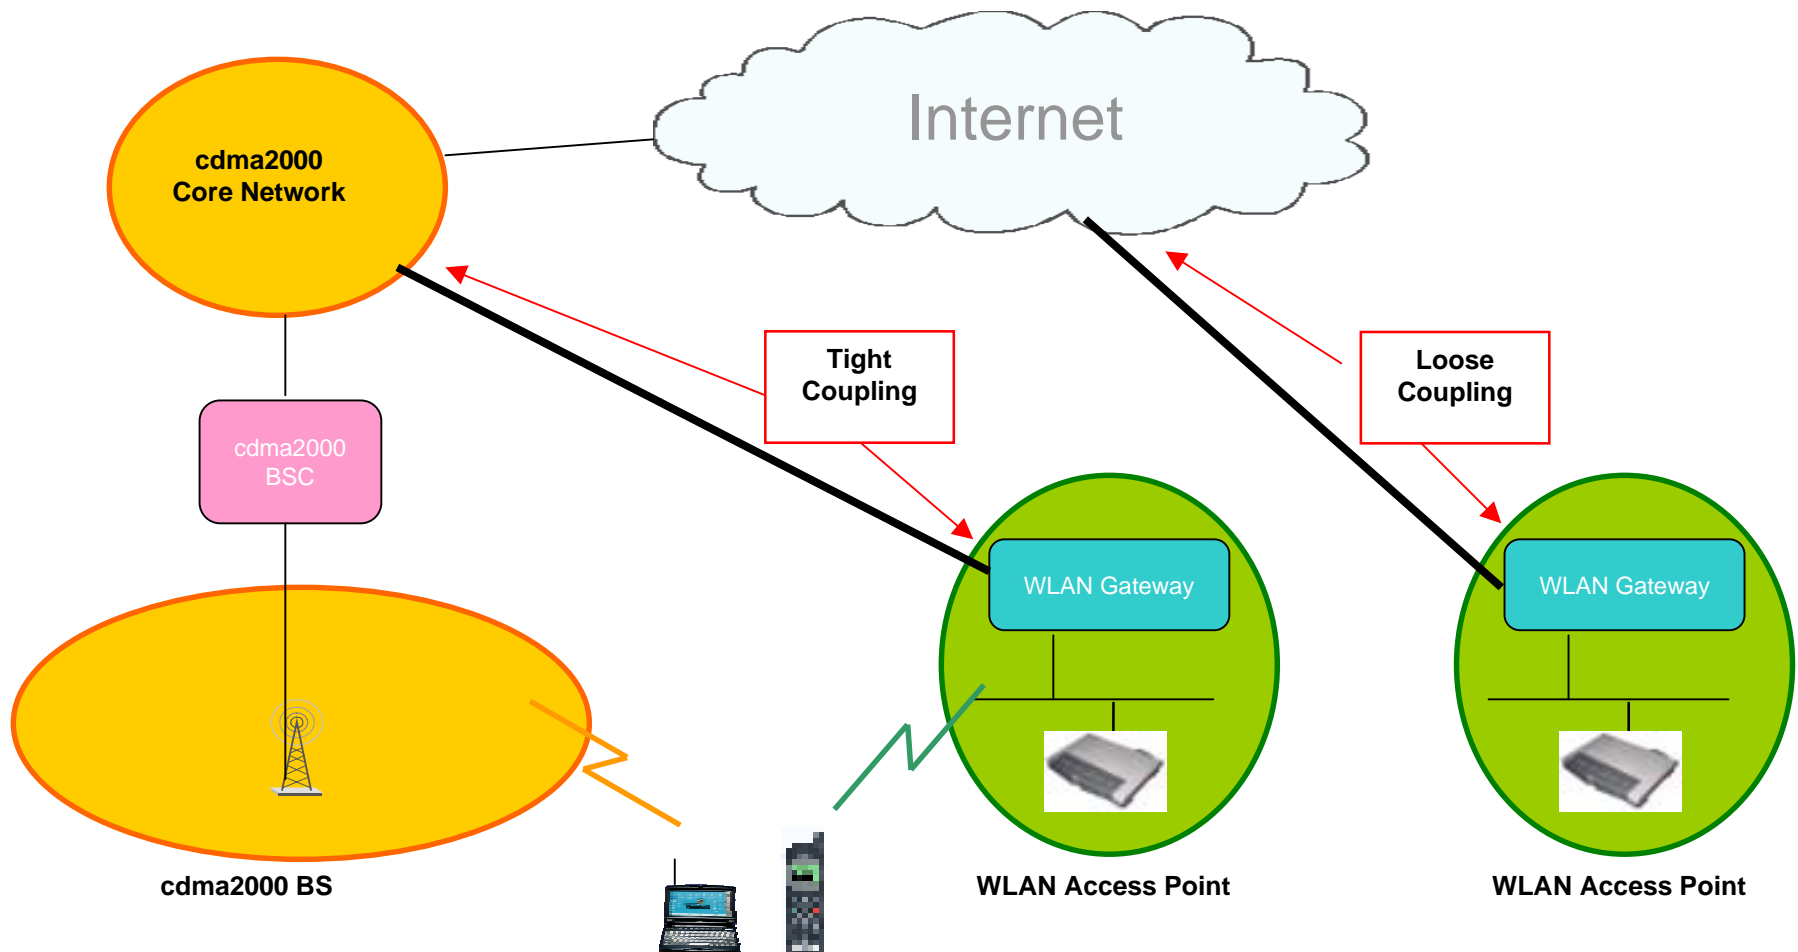 Internet
cdma2000
Core Network
Tight
Coupling
Loose
Coupling
cdma2000
BSC
WLAN Gateway
WLAN Gateway
cdma2000 BS
WLAN Access Point
WLAN Access Point